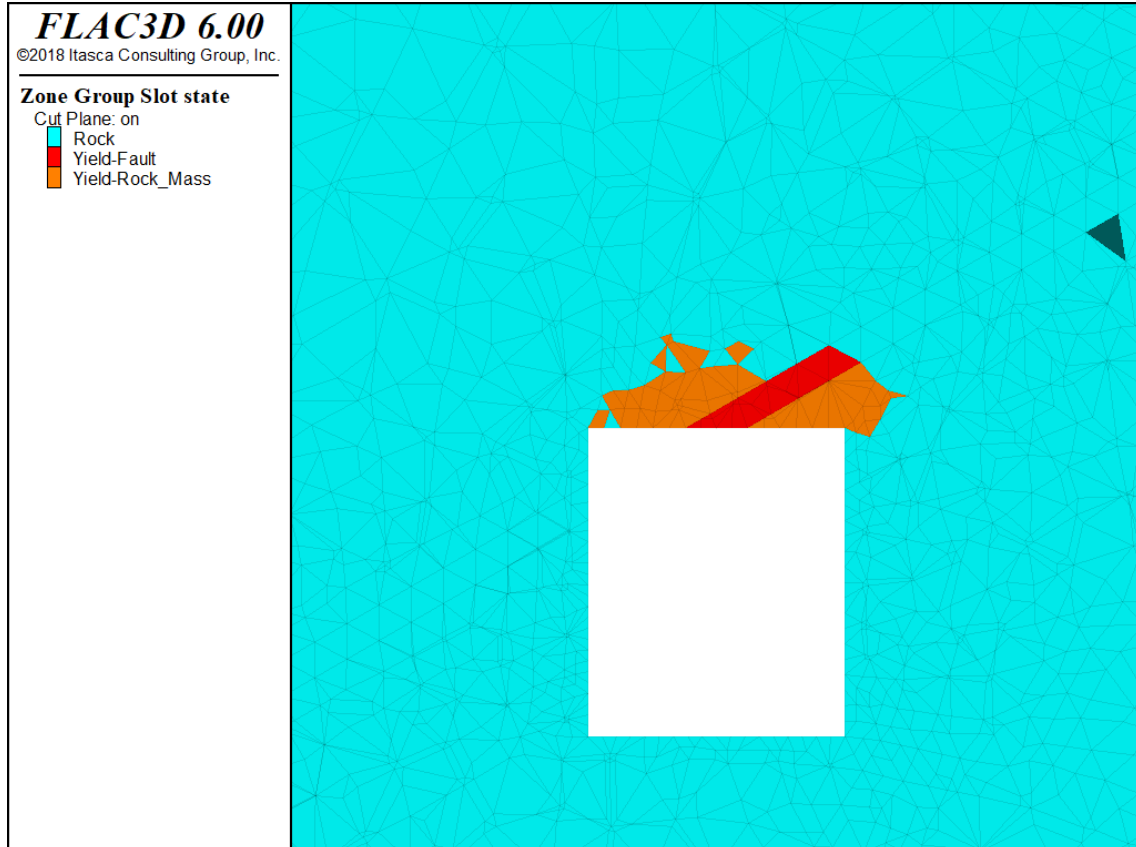 FLAC3D 6.00
©2018 Itasca Consulting Group, Inc.
Zone Group Slot state
Cut Plane: on
Rock
Yield-Fault
Yield-Rock_Mass